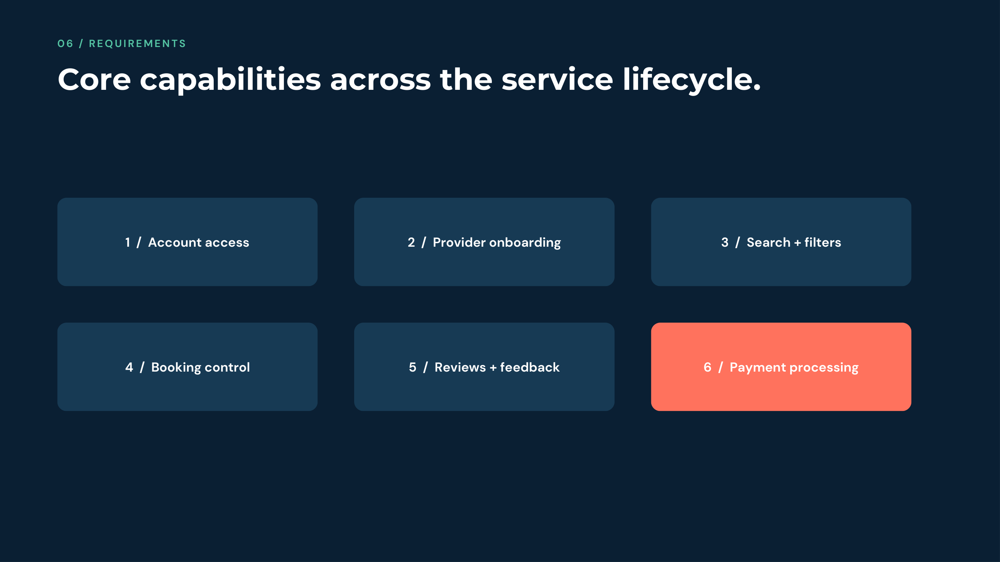 06 / REQUIREMENTS
Core capabilities across the service lifecycle.
1 / Account access
2 / Provider onboarding
3 / Search + filters
4 / Booking control
5 / Reviews + feedback
6 / Payment processing